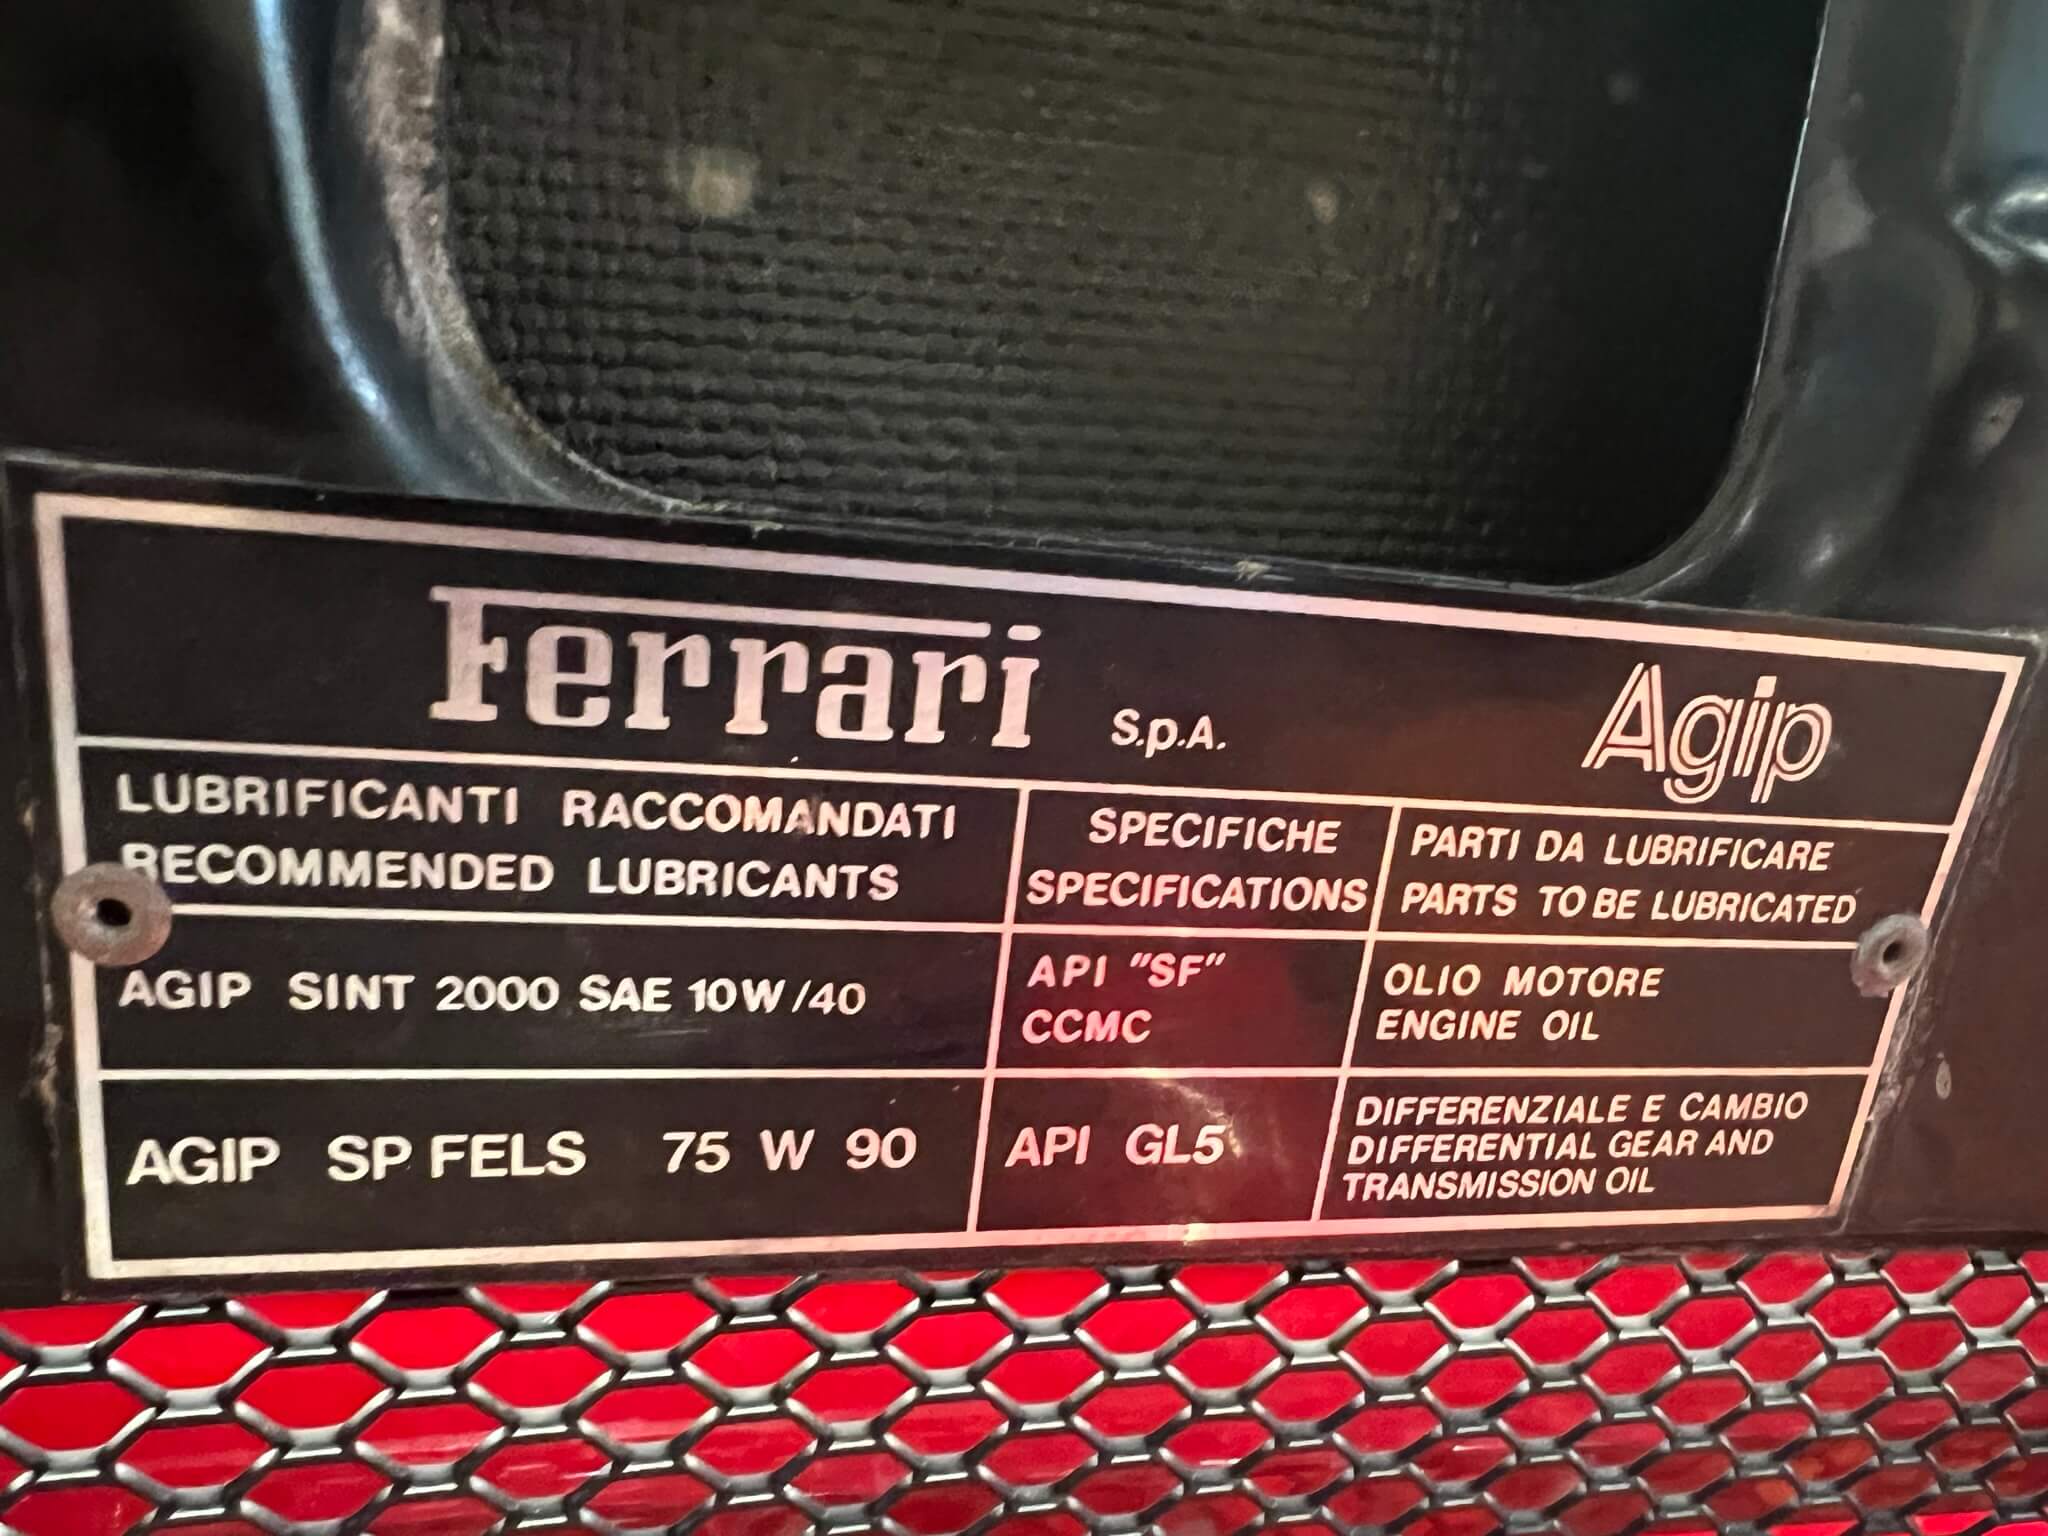 Ferrari S.p.A. Agip
LUBRIFICANTI RACCOMANDATI
RECOMMENDED LUBRICANTS
SPECIFICHE
SPECIFICATIONS
PARTI DA LUBRIFICARE
PARTS TO BE LUBRICATED
AGIP SINT 2000 SAE 10W/40
API "SF"
CCMC
OLIO MOTORE
ENGINE OIL
AGIP SP FELS 75 W 90
API GL5
DIFFERENZIALE E CAMBIO
DIFFERENTIAL GEAR AND
TRANSMISSION OIL